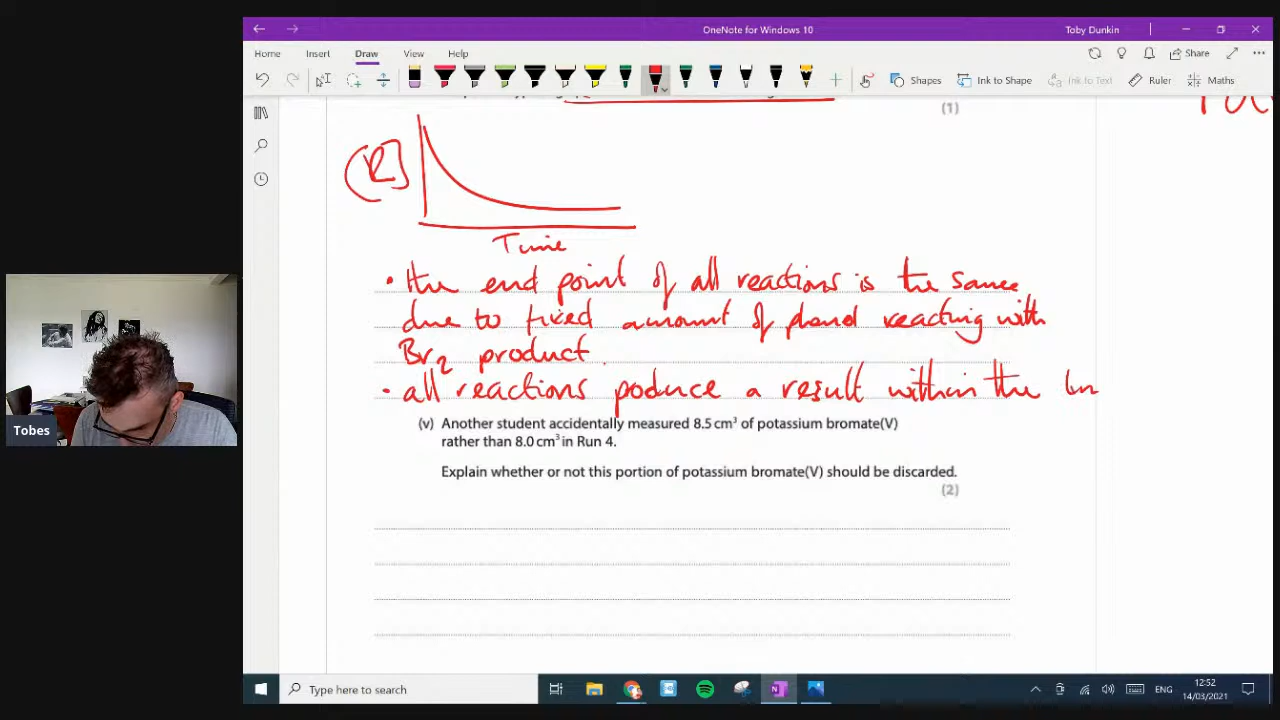 OneNote for Windows 10
Toby Dunkin
Home Insert Draw View Help
Share
Shapes Ink to Shape Ink to Text Ruler Maths
(1)
[R]
Time
• the end point of all reactions is the same
due to fixed amount of phenol reacting with
Br2 product
• all reactions produce a result within the
(v) Another student accidentally measured 8.5 cm³ of potassium bromate(V)
rather than 8.0 cm³ in Run 4.
Explain whether or not this portion of potassium bromate(V) should be discarded.
(2)
Tobes
Type here to search
ENG
12:52
14/03/2021